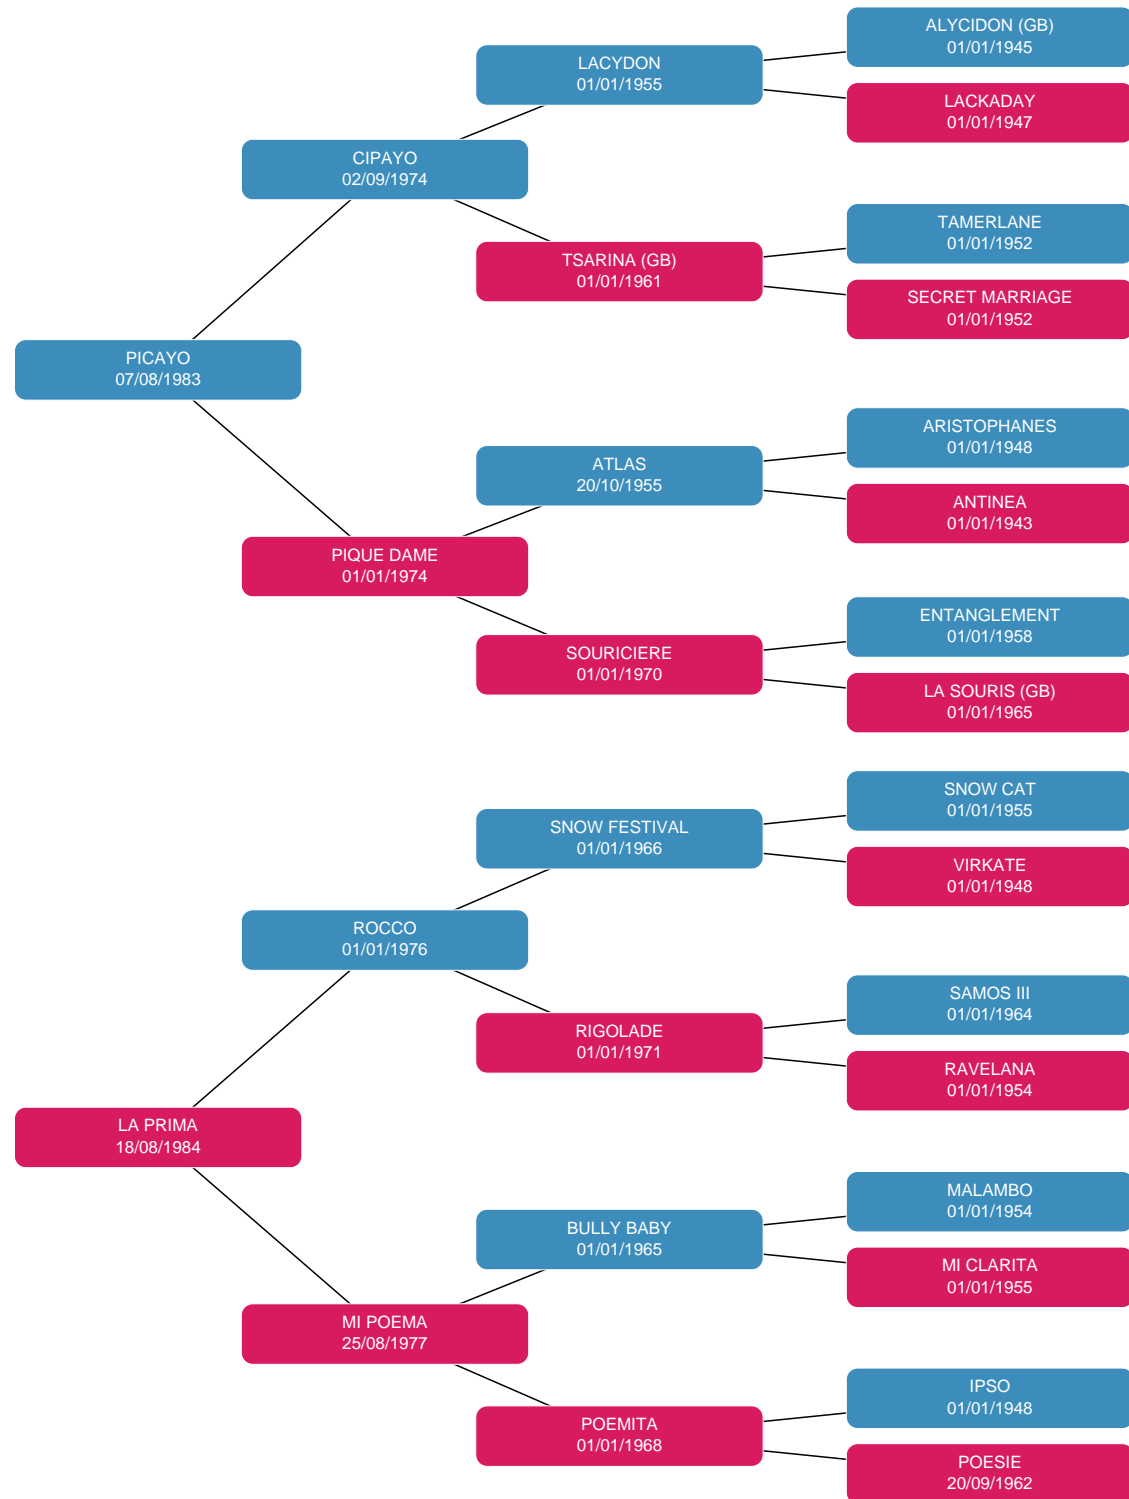 ALYCIDON (GB)
01/01/1945
LACYDON
01/01/1955
LACKADAY
01/01/1947
CIPAYO
02/09/1974
TAMERLANE
01/01/1952
TSARINA (GB)
01/01/1961
SECRET MARRIAGE
01/01/1952
PICAYO
07/08/1983
ARISTOPHANES
01/01/1948
ATLAS
20/10/1955
ANTINEA
01/01/1943
PIQUE DAME
01/01/1974
ENTANGLEMENT
01/01/1958
SOURICIERE
01/01/1970
LA SOURIS (GB)
01/01/1965
SNOW CAT
01/01/1955
SNOW FESTIVAL
01/01/1966
VIRKATE
01/01/1948
ROCCO
01/01/1976
SAMOS III
01/01/1964
RIGOLADE
01/01/1971
RAVELANA
01/01/1954
LA PRIMA
18/08/1984
MALAMBO
01/01/1954
BULLY BABY
01/01/1965
MI CLARITA
01/01/1955
MI POEMA
25/08/1977
IPSO
01/01/1948
POEMITA
01/01/1968
POESIE
20/09/1962